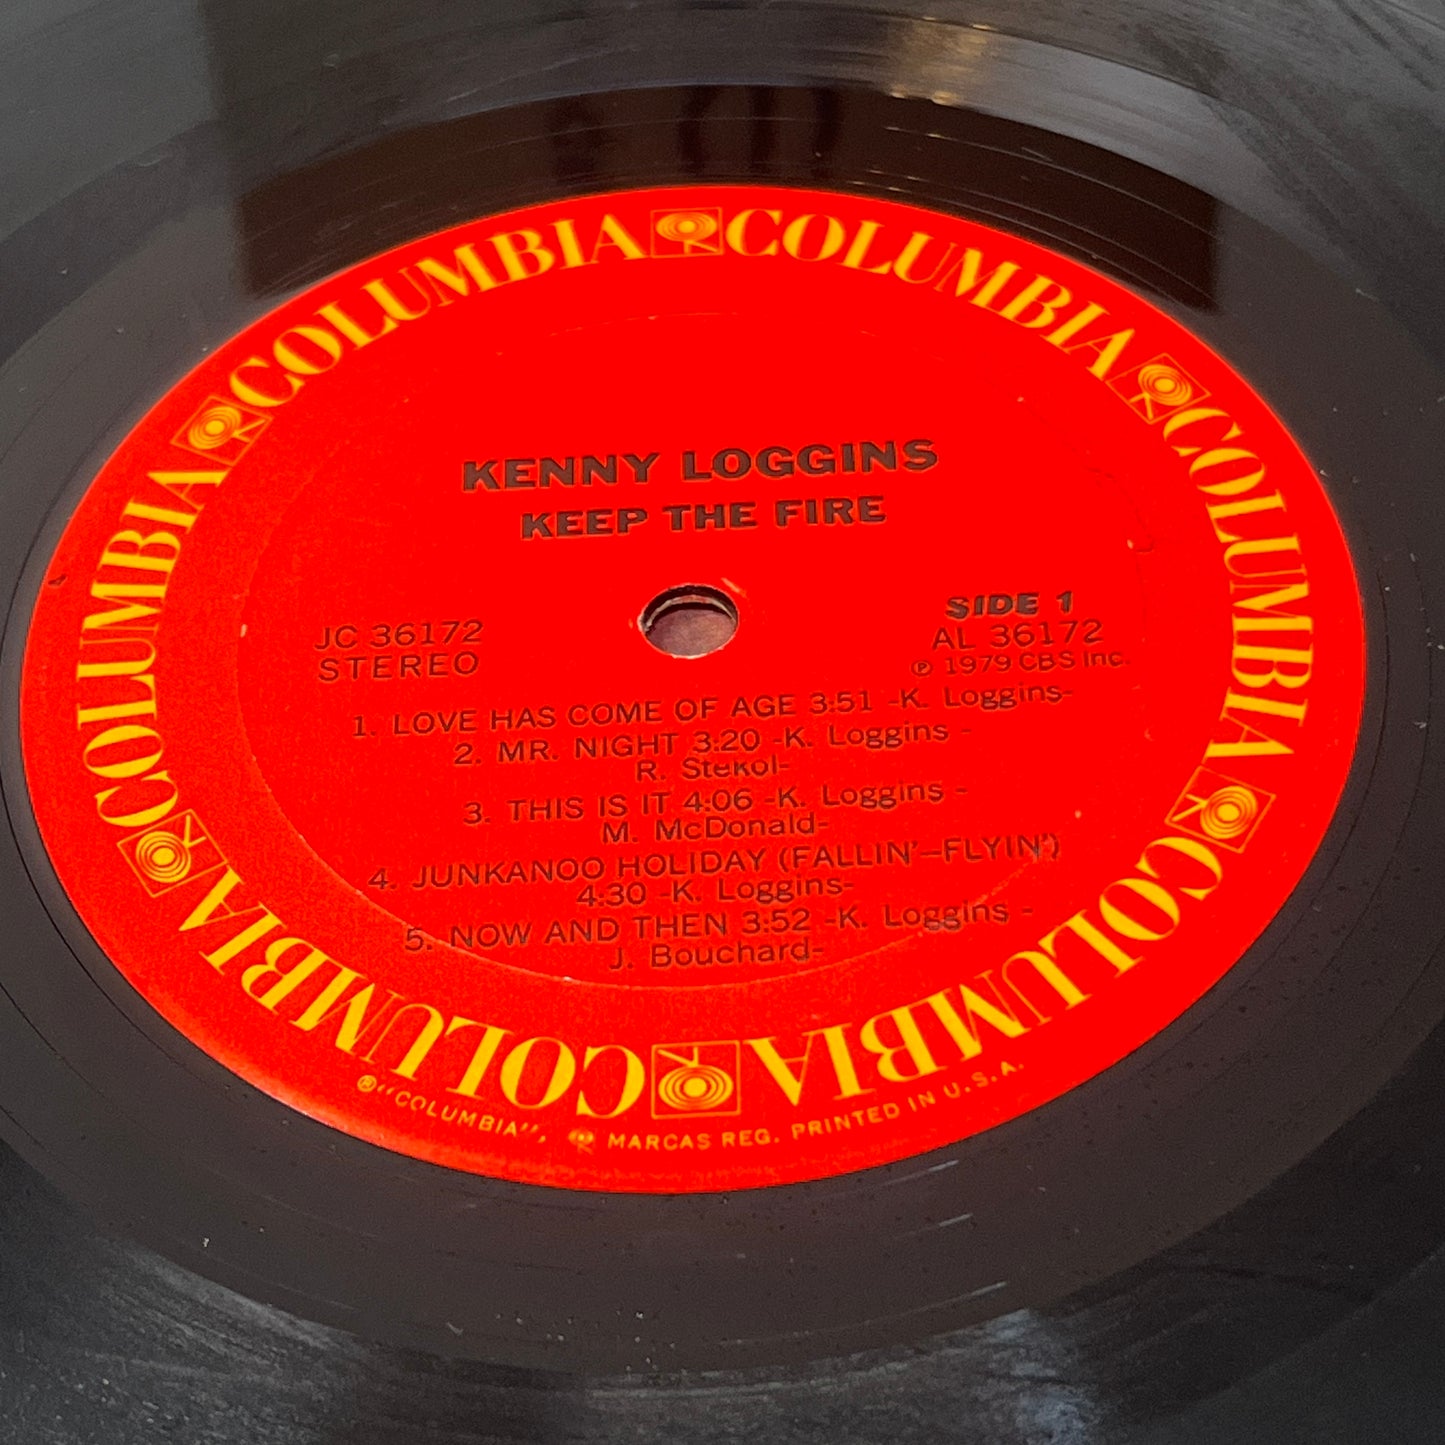 COLUMBIA COLUMBIA COLUMBIA COLUMBIA COLUMBIA COLUMBIA
KENNY LOGGINS
KEEP THE FIRE
JC 36172
STEREO
SIDE 1
AL 36172
℗ 1979 CBS Inc.
1. LOVE HAS COME OF AGE 3:51 -K. Loggins-
2. MR. NIGHT 3:20 -K. Loggins -
R. Stekol-
3. THIS IS IT 4:06 -K. Loggins -
M. McDonald-
4. JUNKANOO HOLIDAY (FALLIN'—FLYIN')
4:30 -K. Loggins-
5. NOW AND THEN 3:52 -K. Loggins -
J. Bouchard-
®"COLUMBIA", MARCAS REG. PRINTED IN U.S.A.